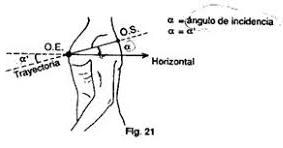 α = ángulo de incidencia
α = α'
O.S.
O.E.
α
α'
Horizontal
Trayectoria
Fig. 21